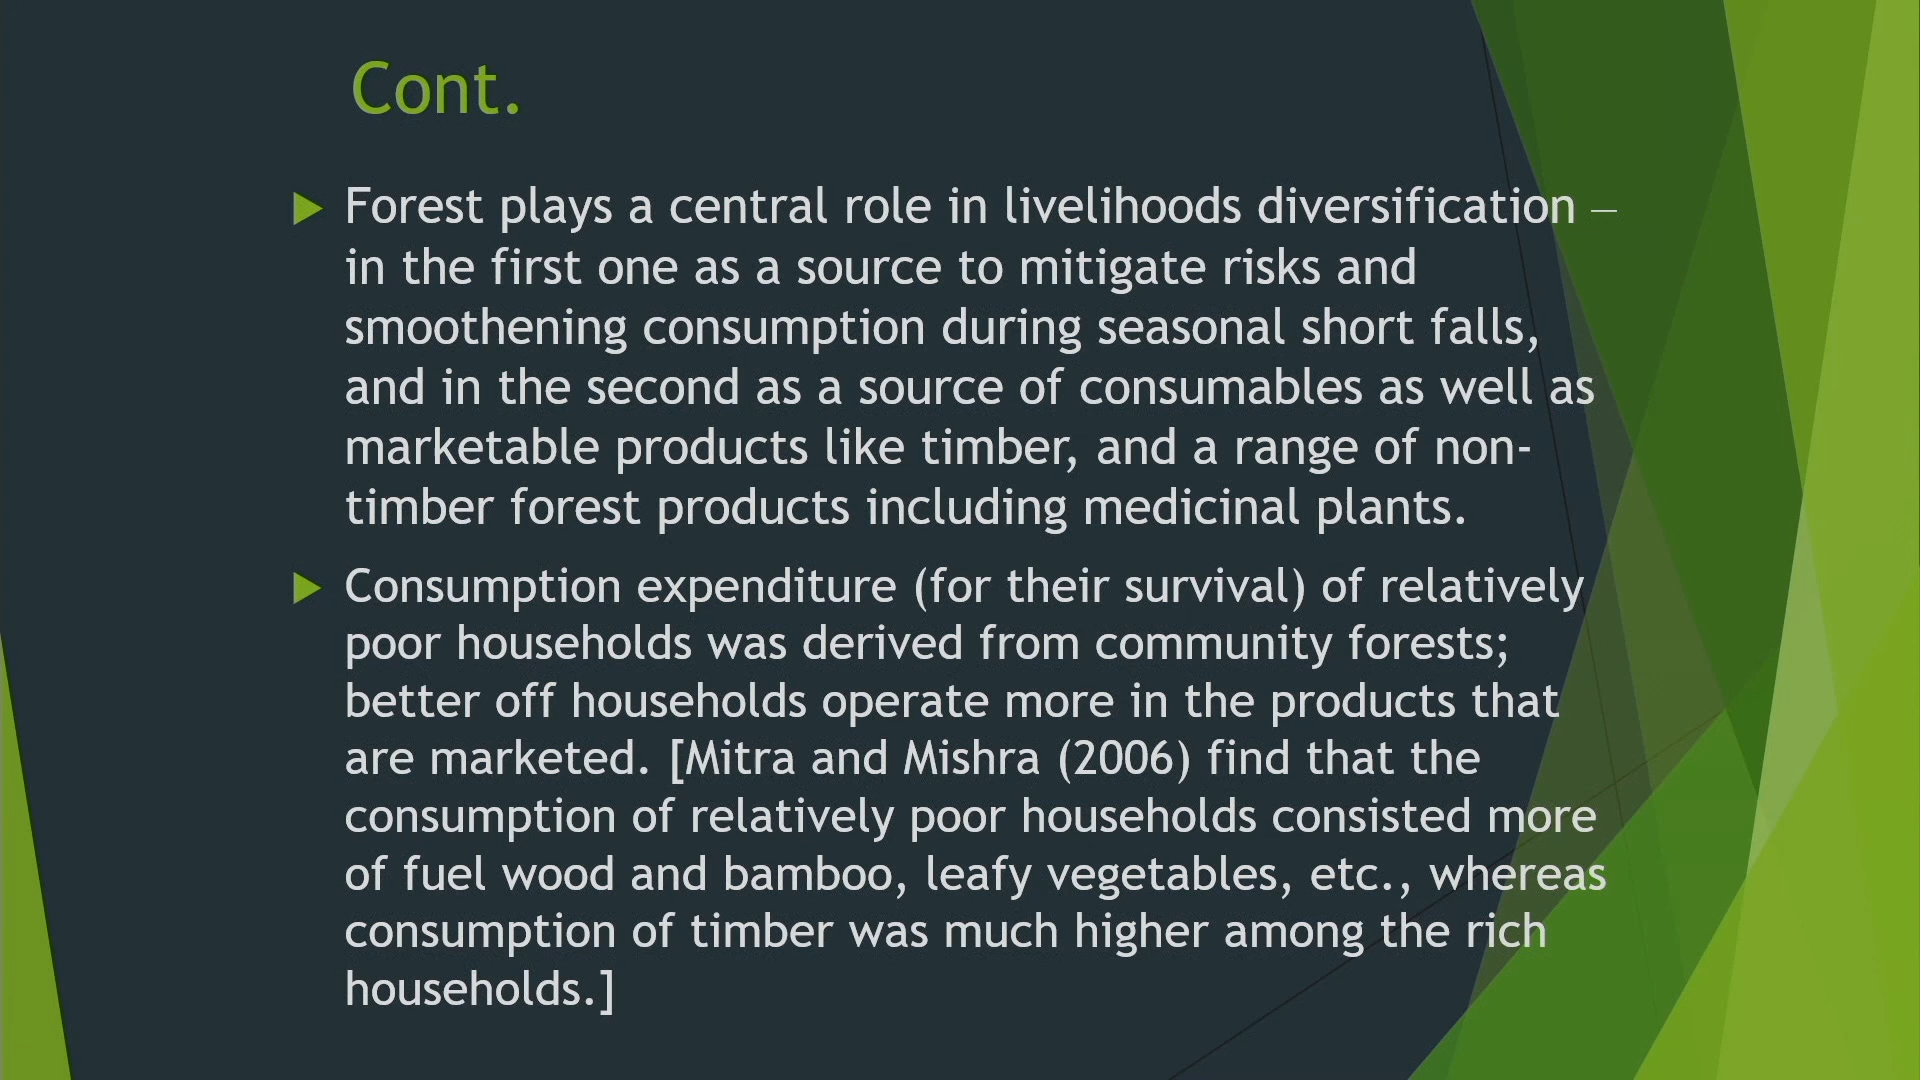 Cont.
Forest plays a central role in livelihoods diversification –
in the first one as a source to mitigate risks and
smoothening consumption during seasonal short falls,
and in the second as a source of consumables as well as
marketable products like timber, and a range of non-
timber forest products including medicinal plants.
Consumption expenditure (for their survival) of relatively
poor households was derived from community forests;
better off households operate more in the products that
are marketed. [Mitra and Mishra (2006) find that the
consumption of relatively poor households consisted more
of fuel wood and bamboo, leafy vegetables, etc., whereas
consumption of timber was much higher among the rich
households.]